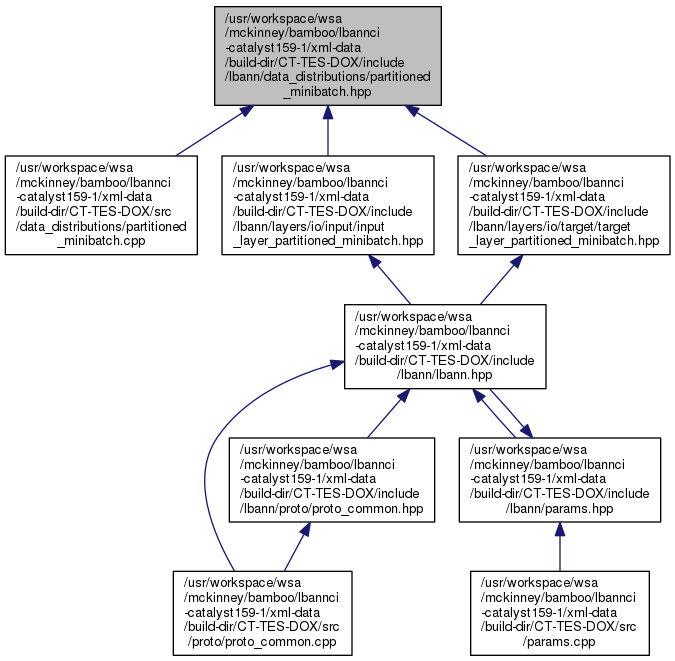 /usr/workspace/wsa
/mckinney/bamboo/lbannci
-catalyst159-1/xml-data
/build-dir/CT-TES-DOX/include
/lbann/data_distributions/partitioned
_minibatch.hpp
/usr/workspace/wsa
/mckinney/bamboo/lbannci
-catalyst159-1/xml-data
/build-dir/CT-TES-DOX/src
/data_distributions/partitioned
_minibatch.cpp
/usr/workspace/wsa
/mckinney/bamboo/lbannci
-catalyst159-1/xml-data
/build-dir/CT-TES-DOX/include
/lbann/layers/io/input/input
_layer_partitioned_minibatch.hpp
/usr/workspace/wsa
/mckinney/bamboo/lbannci
-catalyst159-1/xml-data
/build-dir/CT-TES-DOX/include
/lbann/layers/io/target/target
_layer_partitioned_minibatch.hpp
/usr/workspace/wsa
/mckinney/bamboo/lbannci
-catalyst159-1/xml-data
/build-dir/CT-TES-DOX/include
/lbann/lbann.hpp
/usr/workspace/wsa
/mckinney/bamboo/lbannci
-catalyst159-1/xml-data
/build-dir/CT-TES-DOX/include
/lbann/proto/proto_common.hpp
/usr/workspace/wsa
/mckinney/bamboo/lbannci
-catalyst159-1/xml-data
/build-dir/CT-TES-DOX/include
/lbann/params.hpp
/usr/workspace/wsa
/mckinney/bamboo/lbannci
-catalyst159-1/xml-data
/build-dir/CT-TES-DOX/src
/proto/proto_common.cpp
/usr/workspace/wsa
/mckinney/bamboo/lbannci
-catalyst159-1/xml-data
/build-dir/CT-TES-DOX/src
/params.cpp